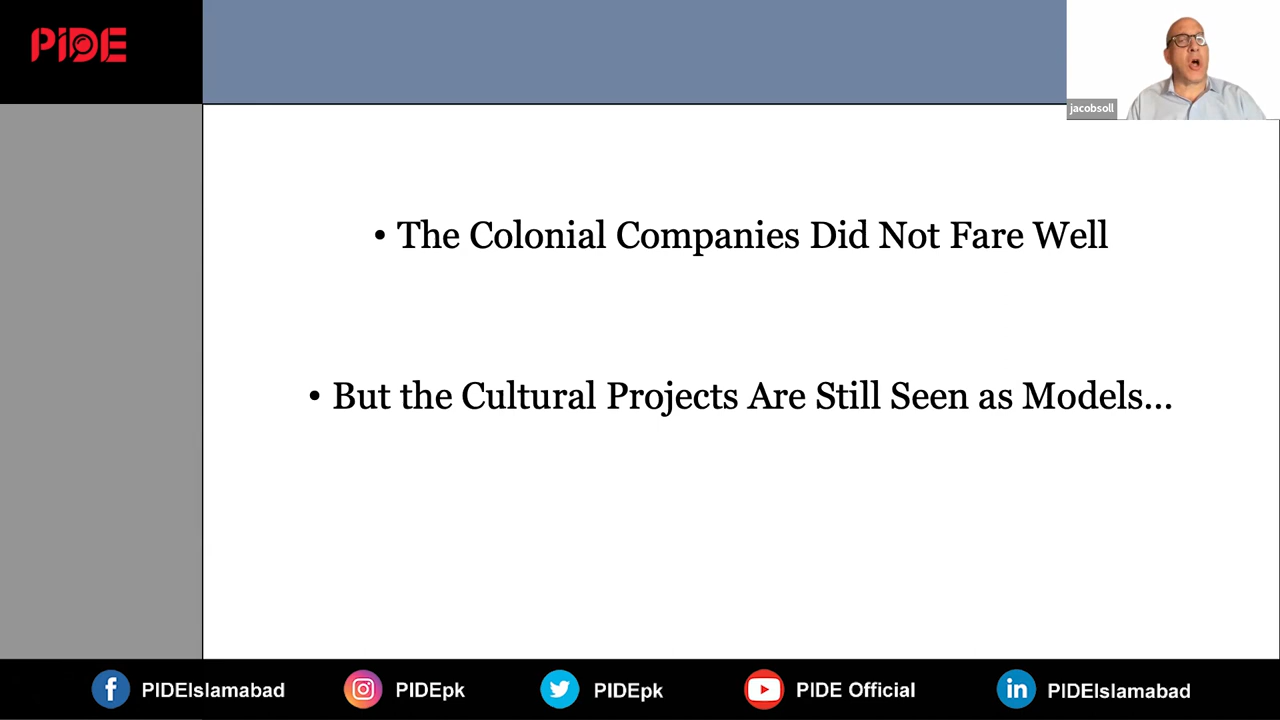 PiDE
jacobsoll
• The Colonial Companies Did Not Fare Well
• But the Cultural Projects Are Still Seen as Models...
PIDEIslamabad
PIDEpk
PIDEpk
PIDE Official
PIDEIslamabad